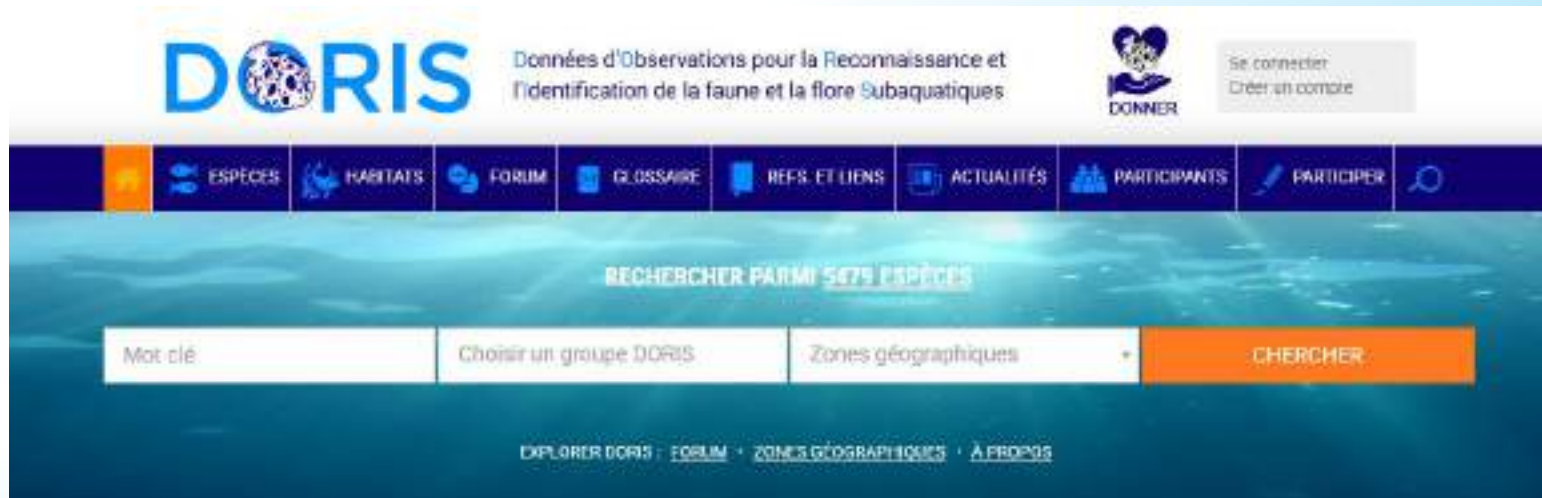 DORIS
Données d'Observations pour la Reconnaissance et
l'Identification de la faune et la flore Subaquatiques
DONNER
Se connecter
Créer un compte
ESPÈCES
HABITATS
FORUM
GLOSSAIRE
REFS. ET LIENS
ACTUALITÉS
PARTICIPANTS
PARTICIPER
RECHERCHER PARMI 5479 ESPÈCES
Mot clé
Choisir un groupe DORIS
Zones géographiques
CHERCHER
EXPLORER DORIS : FORUM • ZONES GÉOGRAPHIQUES • À PROPOS